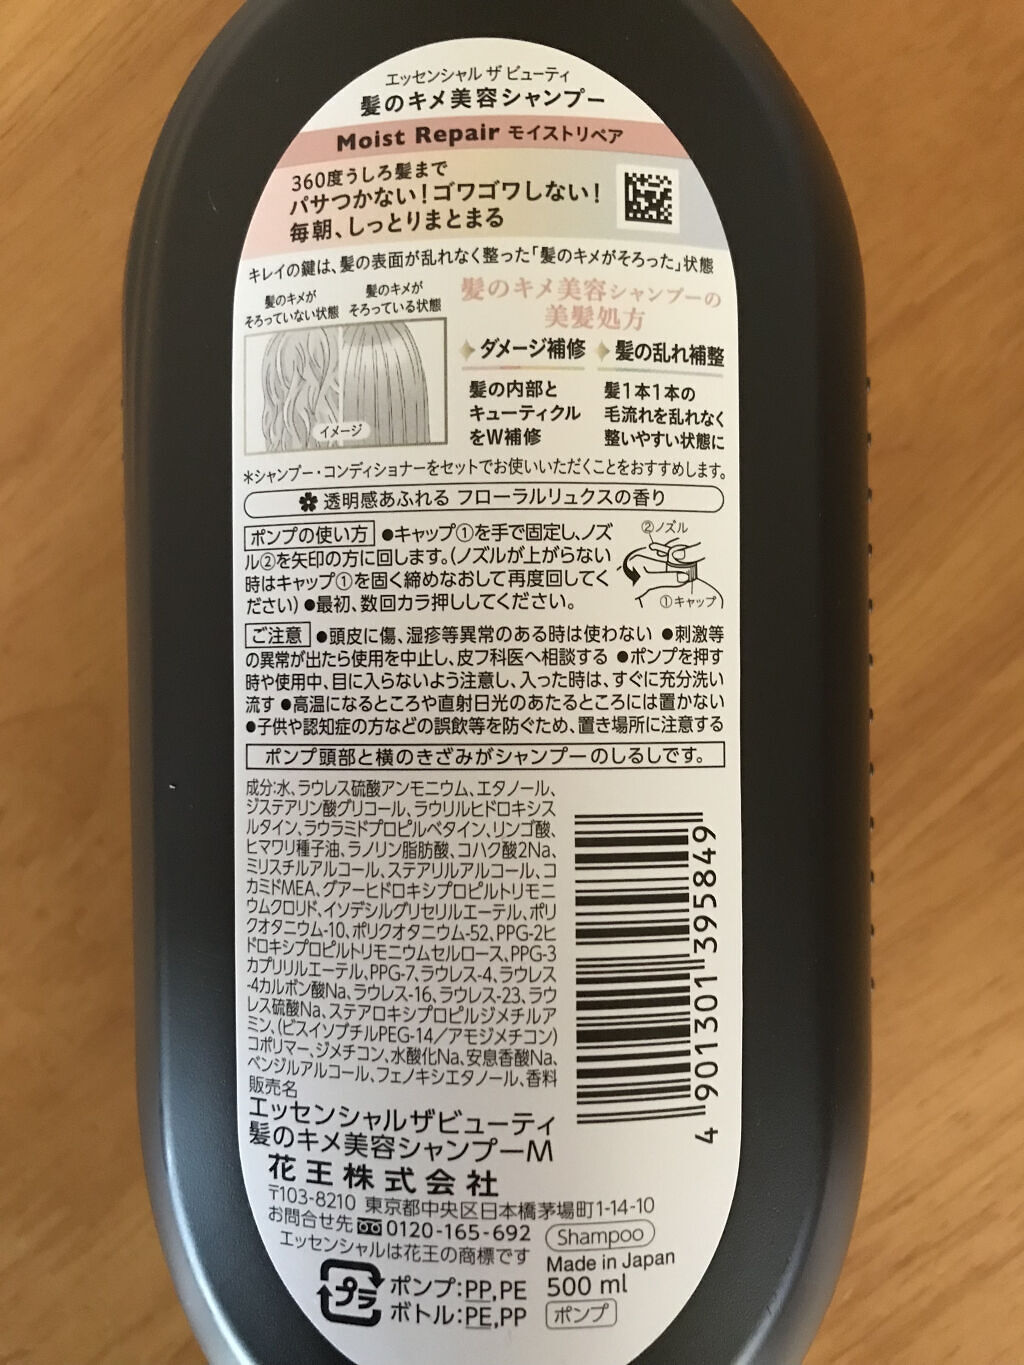 エッセンシャル ザ ビューティ
髪のキメ美容シャンプー
Moist Repair モイストリペア
360度うしろ髪まで
パサつかない!ゴワゴワしない!
毎朝、しっとりまとまる
キレイの鍵は、髪の表面が乱れなく整った「髪のキメがそろった」状態
髪のキメが
そろっていない状態
髪のキメが
そろっている状態
イメージ
髪のキメ美容シャンプーの
美髪処方
ダメージ補修
髪の内部と
キューティクル
をW補修
髪の乱れ補整
髪1本1本の
毛流れを乱れなく
整いやすい状態に
*シャンプー・コンディショナーをセットでお使いいただくことをおすすめします。
透明感あふれる フローラルリュクスの香り
ポンプの使い方 ●キャップ①を手で固定し、ノズ
ル②を矢印の方に回します。(ノズルが上がらない
時はキャップ①を固く締めなおして再度回してく
ださい) ●最初、数回カラ押ししてください。
②ノズル
①キャップ
ご注意 ●頭皮に傷、湿疹等異常のある時は使わない ●刺激等
の異常が出たら使用を中止し、皮フ科医へ相談する ●ポンプを押す
時や使用中、目に入らないよう注意し、入った時は、すぐに充分洗い
流す ●高温になるところや直射日光のあたるところには置かない
●子供や認知症の方などの誤飲等を防ぐため、置き場所に注意する
ポンプ頭部と横のきざみがシャンプーのしるしです。
成分:水、ラウレス硫酸アンモニウム、エタノール、
ジステアリン酸グリコール、ラウリルヒドロキシス
ルタイン、ラウラミドプロピルベタイン、リンゴ酸、
ヒマワリ種子油、ラノリン脂肪酸、コハク酸2Na、
ミリスチルアルコール、ステアリルアルコール、コ
カミドMEA、グアーヒドロキシプロピルトリモニ
ウムクロリド、イソデシルグリセリルエーテル、ポリ
クオタニウム-10、ポリクオタニウム-52、PPG-2ヒ
ドロキシプロピルトリモニウムセルロース、PPG-3
カプリリルエーテル、PPG-7、ラウレス-4、ラウレス
-4カルボン酸Na、ラウレス-16、ラウレス-23、ラウ
レス硫酸Na、ステアロキシプロピルジメチルア
ミン、(ビスイソブチルPEG-14/アモジメチコン)
コポリマー、ジメチコン、水酸化Na、安息香酸Na、
ベンジルアルコール、フェノキシエタノール、香料
4 901301 395849
販売名
エッセンシャルザビューティ
髪のキメ美容シャンプーM
花王株式会社
〒103-8210 東京都中央区日本橋茅場町1-14-10
お問合せ先 0120-165-692
エッセンシャルは花王の商標です
Shampoo
Made in Japan
500 ml
ポンプ
プラ
ポンプ:PP,PE
ボトル:PE,PP